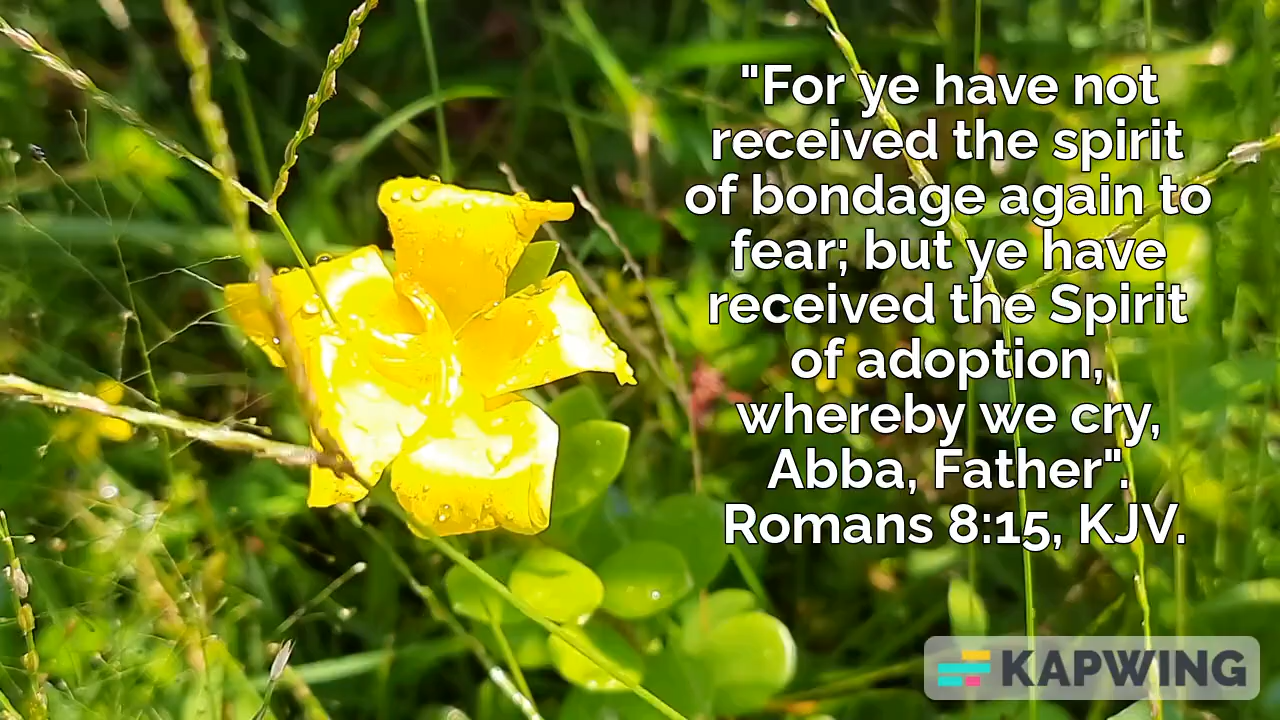 "For ye have not
received the spirit
of bondage again to
fear; but ye have
received the Spirit
of adoption,
whereby we cry,
Abba, Father".
Romans 8:15, KJV.
KAPWING